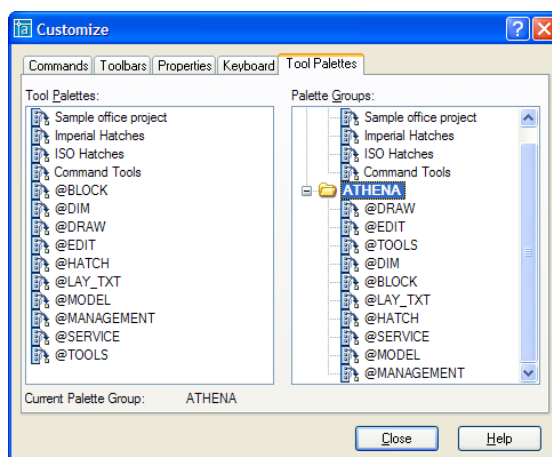 Customize
Commands Toolbars Properties Keyboard Tool Palettes
Tool Palettes:
Sample office project
Imperial Hatches
ISO Hatches
Command Tools
@BLOCK
@DIM
@DRAW
@EDIT
@HATCH
@LAY_TXT
@MODEL
@MANAGEMENT
@SERVICE
@TOOLS
Palette Groups:
Sample office project
Imperial Hatches
ISO Hatches
Command Tools
ATHENA
@DRAW
@EDIT
@TOOLS
@DIM
@BLOCK
@LAY_TXT
@HATCH
@SERVICE
@MODEL
@MANAGEMENT
Current Palette Group: ATHENA
Close Help